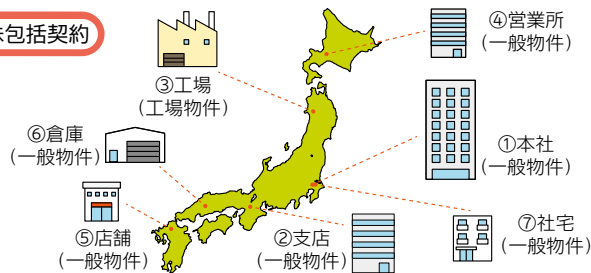 包括契約
④営業所
(一般物件)
③工場
(工場物件)
⑥倉庫
(一般物件)
①本社
(一般物件)
⑤店舗
(一般物件)
②支店
(一般物件)
⑦社宅
(一般物件)